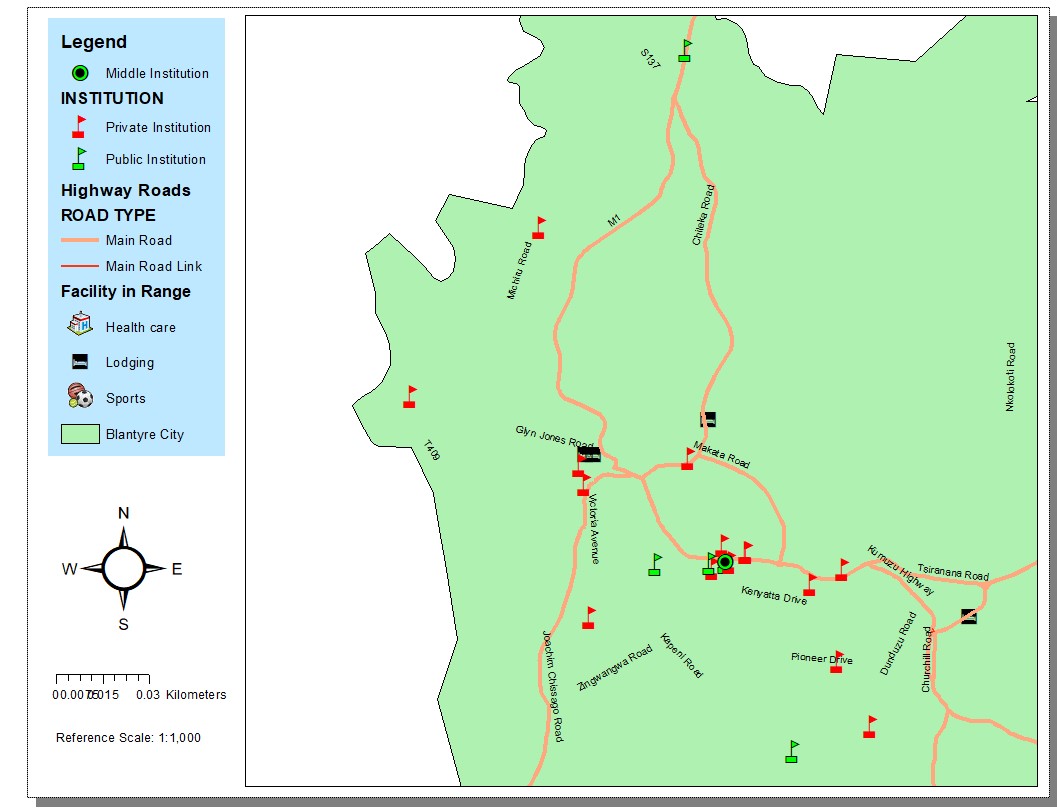 Legend
Middle Institution
INSTITUTION
Private Institution
Public Institution
Highway Roads
ROAD TYPE
Main Road
Main Road Link
Facility in Range
Health care
Lodging
Sports
Blantyre City
N
W
E
S
0 0.0075 0.015 0.03 Kilometers
Reference Scale: 1:1,000
S137
M1
Chileka Road
Michiru Road
Nkolokoti Road
Glyn Jones Road
T409
Makata Road
Victoria Avenue
Kumuzu Highway
Tsiranana Road
Kenyatta Drive
Dunduzu Road
Churchill Road
Pioneer Drive
Kapeni Road
Zingwangwa Road
Joachim Chissago Road